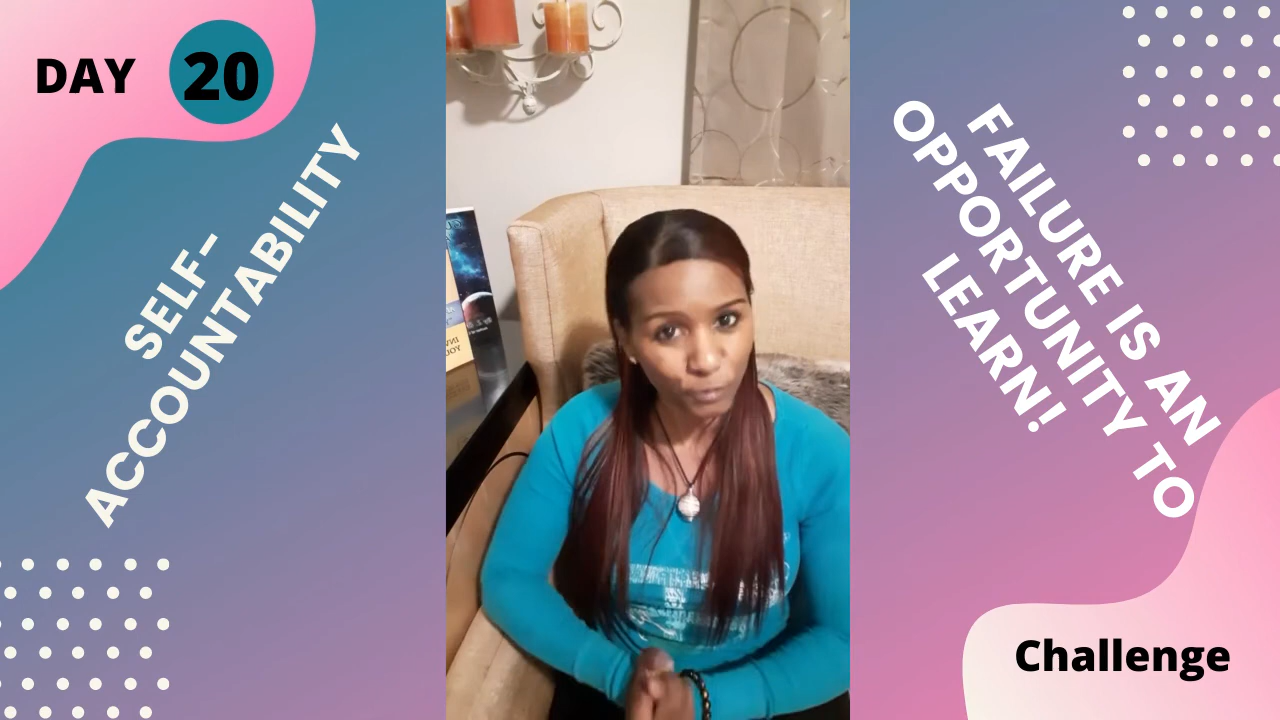 DAY 20
SELF-
ACCOUNTABILITY
FAILURE IS AN
OPPORTUNITY TO
LEARN!
Challenge